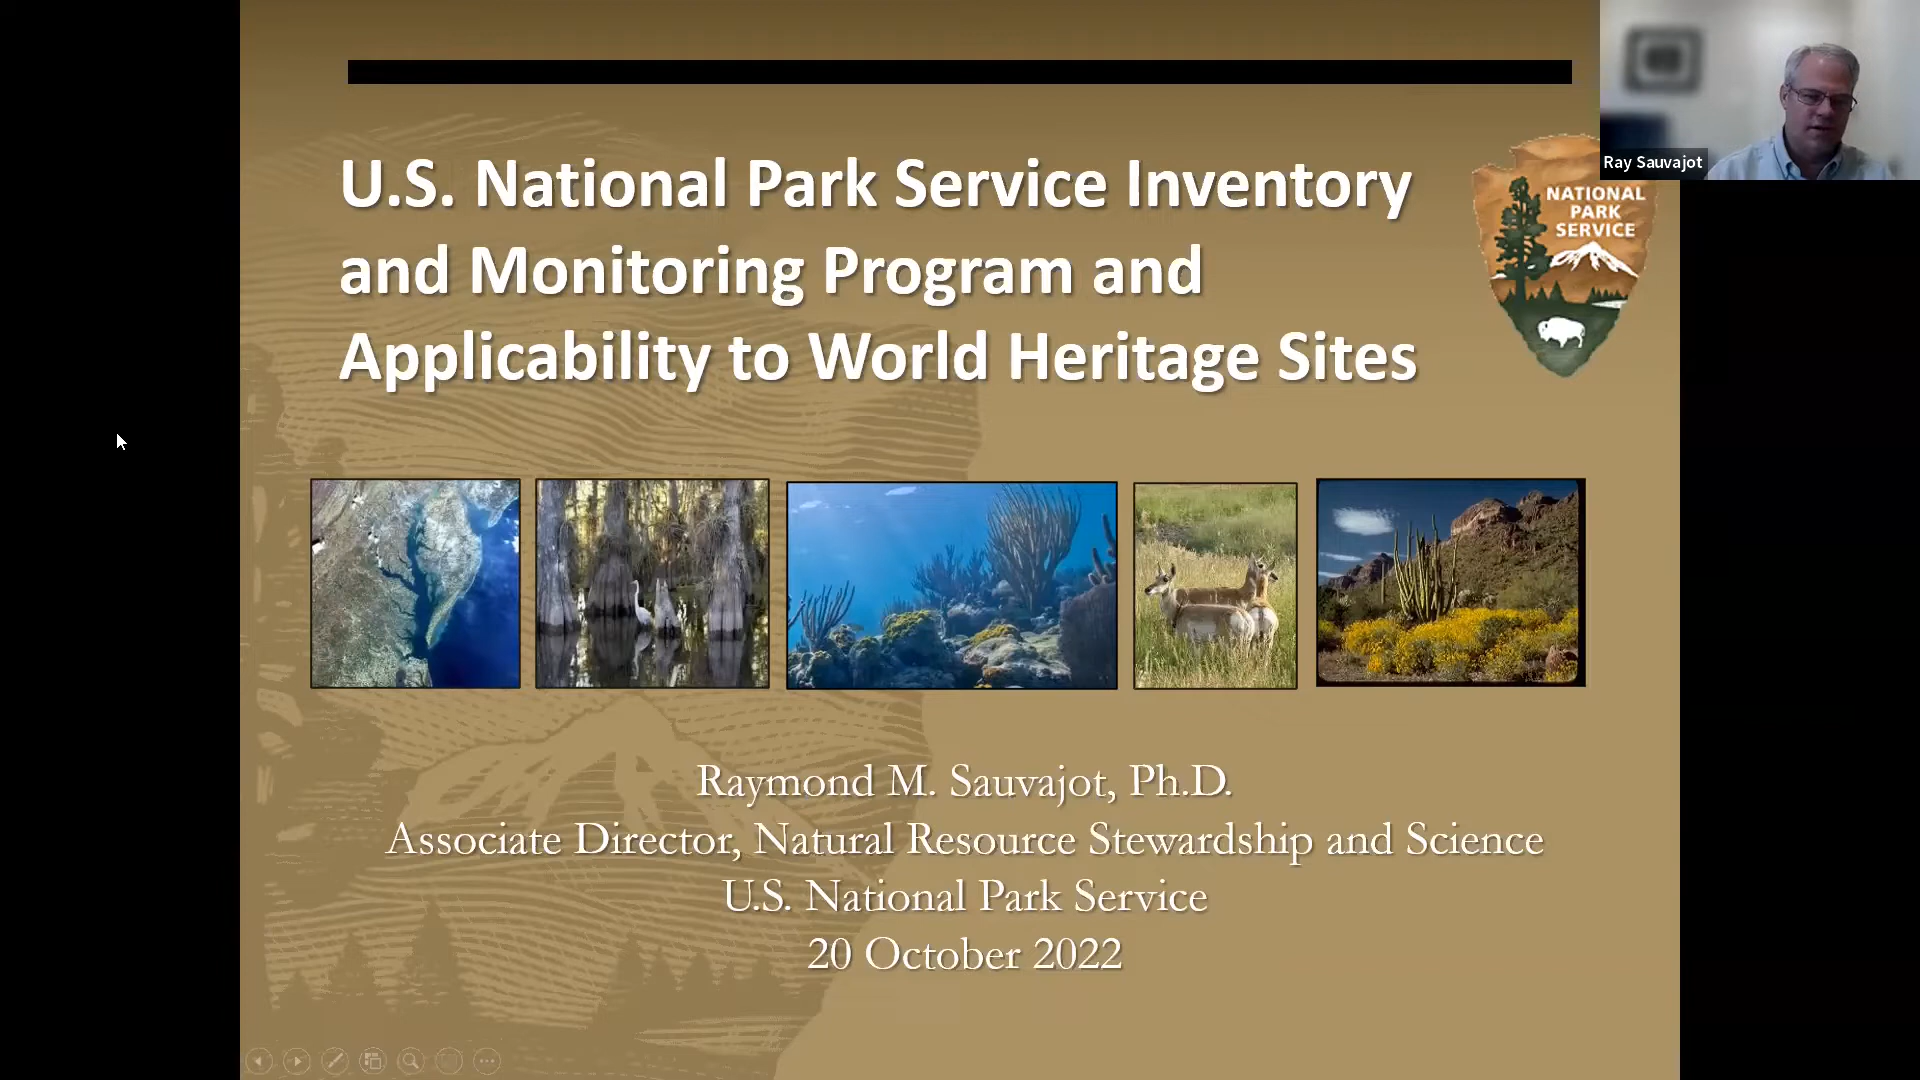 U.S. National Park Service Inventory
and Monitoring Program and
Applicability to World Heritage Sites
Ray Sauvajot
NATIONAL
PARK
SERVICE
Raymond M. Sauvajot, Ph.D.
Associate Director, Natural Resource Stewardship and Science
U.S. National Park Service
20 October 2022